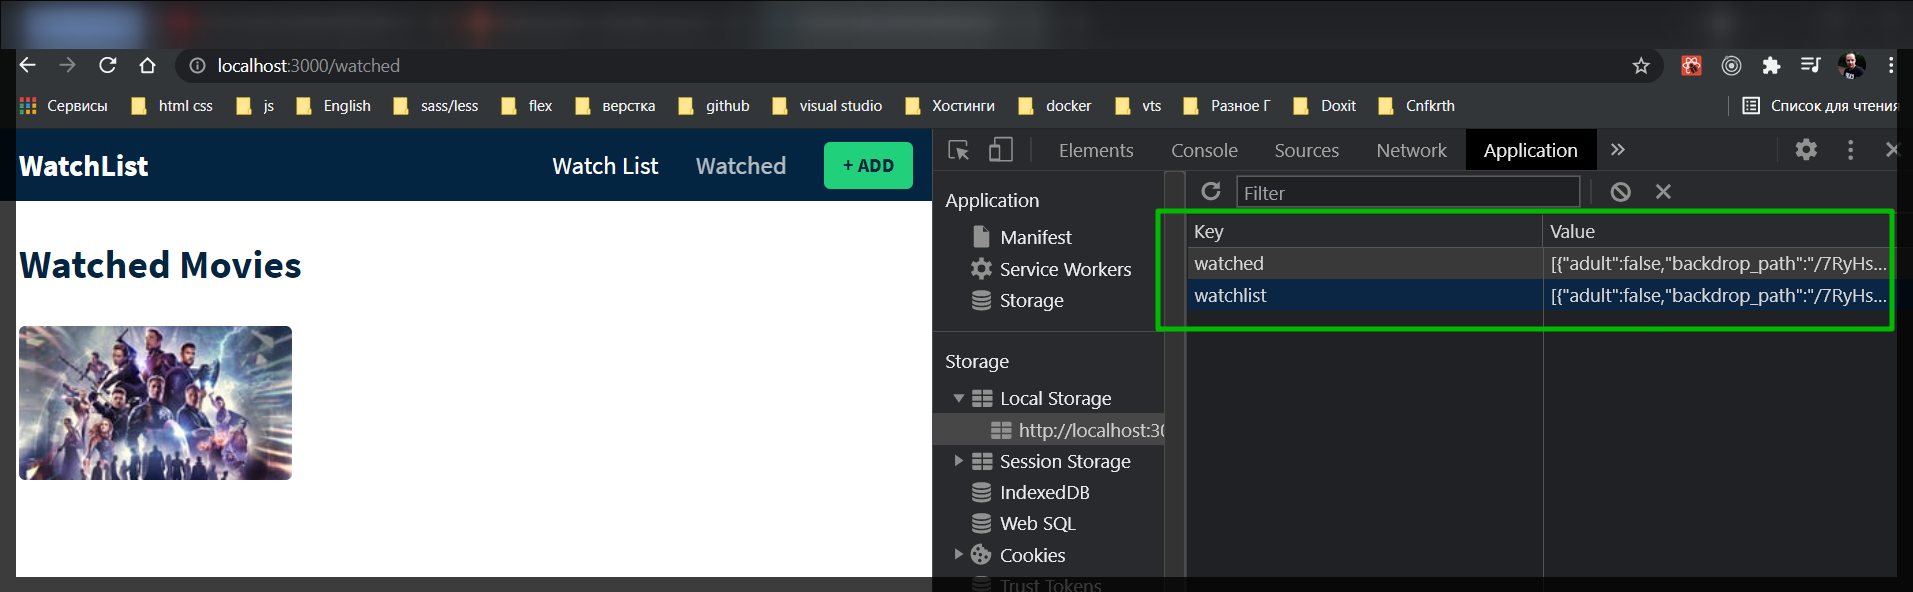 localhost:3000/watched
Сервисы html css js English sass/less flex верстка github visual studio Хостинги docker vts Разное Г Doxit Cnfkrth Список для чтения
WatchList Watch List Watched + ADD
Watched Movies
Elements Console Sources Network Application »
Application
Manifest
Service Workers
Storage
Storage
Local Storage
http://localhost:30
Session Storage
IndexedDB
Web SQL
Cookies
Trust Tokens
Filter
Key Value
watched [{"adult":false,"backdrop_path":"/7RyHs...
watchlist [{"adult":false,"backdrop_path":"/7RyHs...